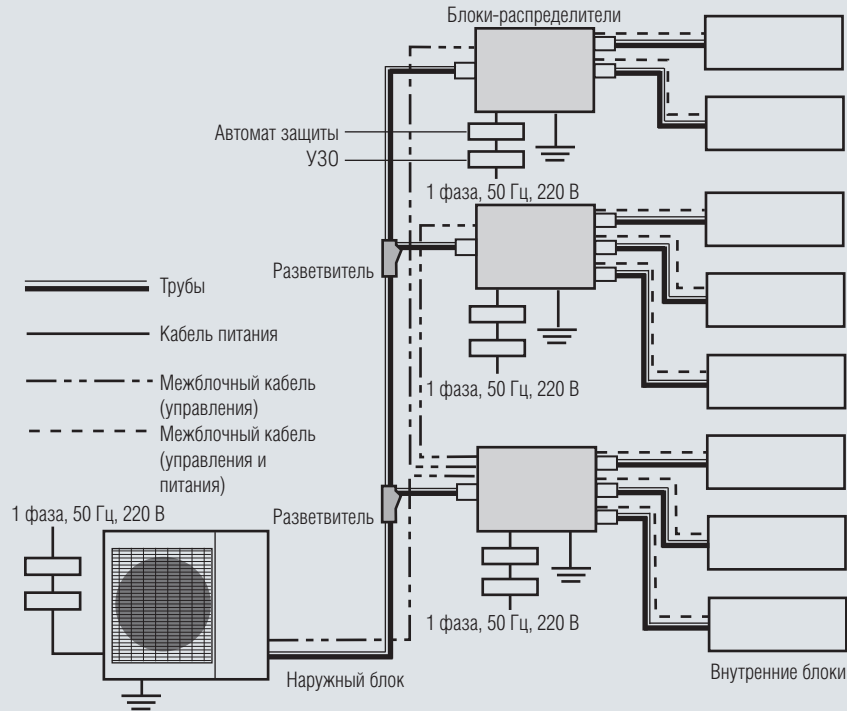 Блоки-распределители
Автомат защиты
УЗО
1 фаза, 50 Гц, 220 В
Разветвитель
Трубы
Кабель питания
1 фаза, 50 Гц, 220 В
Межблочный кабель
(управления)
Межблочный кабель
(управления и
питания)
1 фаза, 50 Гц, 220 В
Разветвитель
1 фаза, 50 Гц, 220 В
Наружный блок
Внутренние блоки